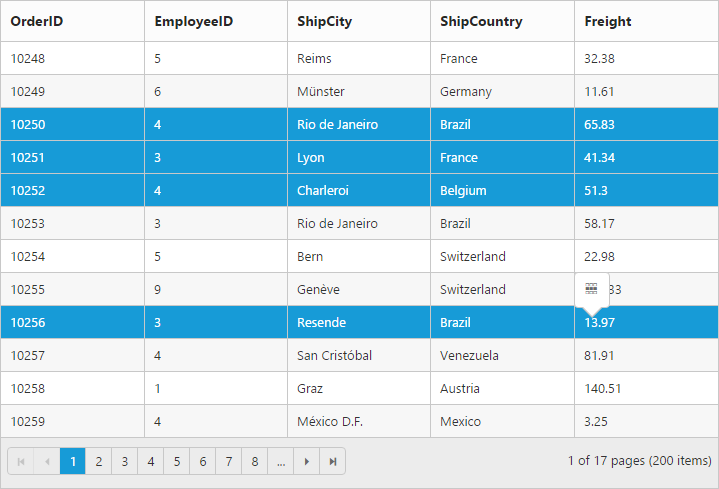 OrderID EmployeeID ShipCity ShipCountry Freight
10248 5 Reims France 32.38
10249 6 Münster Germany 11.61
10250 4 Rio de Janeiro Brazil 65.83
10251 3 Lyon France 41.34
10252 4 Charleroi Belgium 51.3
10253 3 Rio de Janeiro Brazil 58.17
10254 5 Bern Switzerland 22.98
10255 9 Genève Switzerland
10256 3 Resende Brazil 13.97
10257 4 San Cristóbal Venezuela 81.91
10258 1 Graz Austria 140.51
10259 4 México D.F. Mexico 3.25
1 2 3 4 5 6 7 8 ... 1 of 17 pages (200 items)